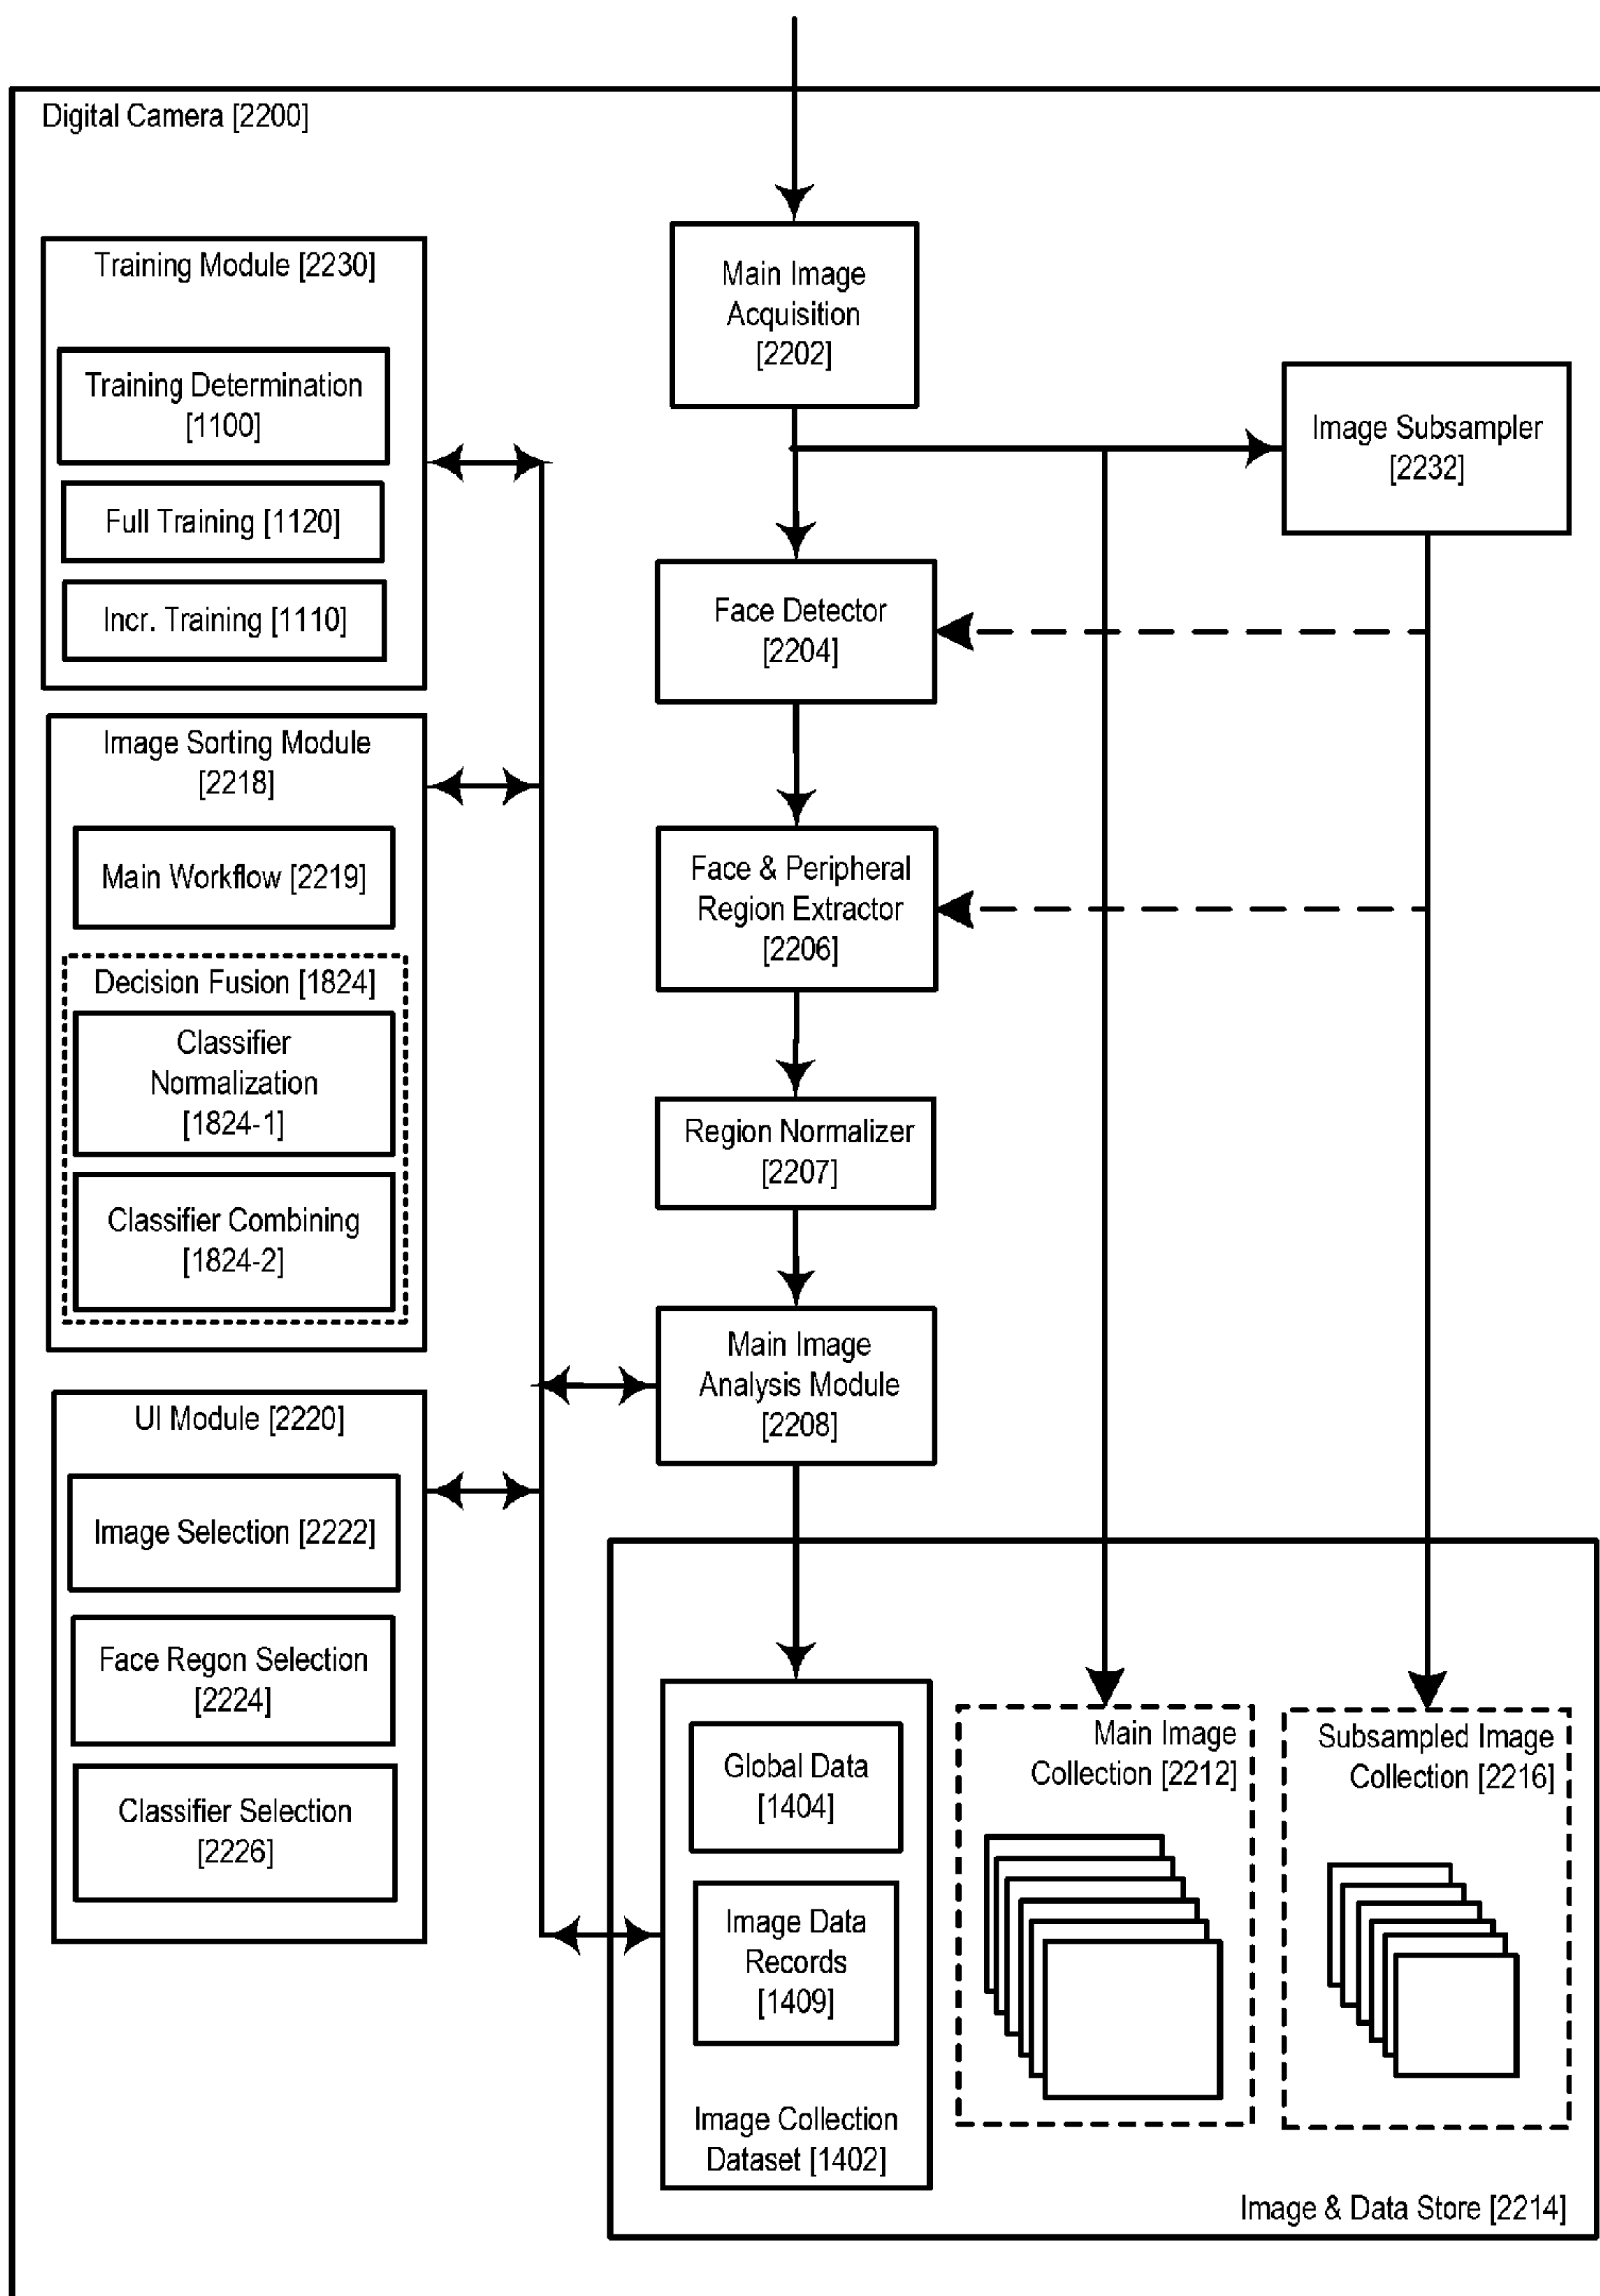 Digital Camera [2200]
Training Module [2230]
Training Determination
[1100]
Full Training [1120]
Incr. Training [1110]
Image Sorting Module
[2218]
Main Workflow [2219]
Decision Fusion [1824]
Classifier
Normalization
[1824-1]
Classifier Combining
[1824-2]
UI Module [2220]
Image Selection [2222]
Face Regon Selection
[2224]
Classifier Selection
[2226]
Main Image
Acquisition
[2202]
Image Subsampler
[2232]
Face Detector
[2204]
Face & Peripheral
Region Extractor
[2206]
Region Normalizer
[2207]
Main Image
Analysis Module
[2208]
Global Data
[1404]
Image Data
Records
[1409]
Image Collection
Dataset [1402]
Main Image
Collection [2212]
Subsampled Image
Collection [2216]
Image & Data Store [2214]